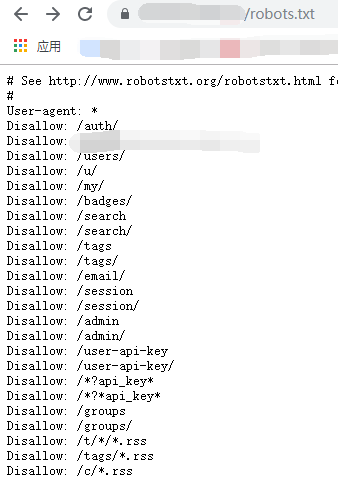 /robots.txt
应用
# See http://www.robotstxt.org/robotstxt.html f
#
User-agent: *
Disallow: /auth/
Disallow:
Disallow: /users/
Disallow: /u/
Disallow: /my/
Disallow: /badges/
Disallow: /search
Disallow: /search/
Disallow: /tags
Disallow: /tags/
Disallow: /email/
Disallow: /session
Disallow: /session/
Disallow: /admin
Disallow: /admin/
Disallow: /user-api-key
Disallow: /user-api-key/
Disallow: /*?api_key*
Disallow: /*?*api_key*
Disallow: /groups
Disallow: /groups/
Disallow: /t/*/*.rss
Disallow: /tags/*.rss
Disallow: /c/*.rss